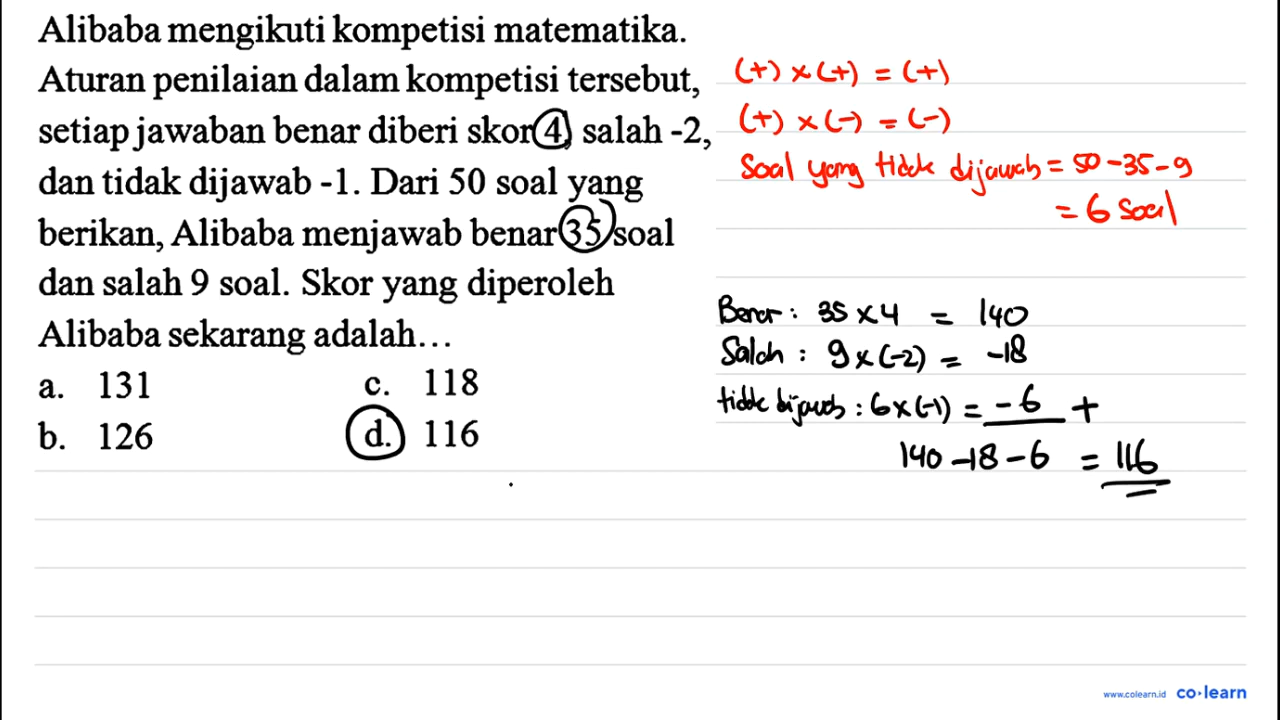 Alibaba mengikuti kompetisi matematika.
Aturan penilaian dalam kompetisi tersebut,
setiap jawaban benar diberi skor 4, salah -2,
dan tidak dijawab -1. Dari 50 soal yang
berikan, Alibaba menjawab benar 35 soal
dan salah 9 soal. Skor yang diperoleh
Alibaba sekarang adalah...
a. 131
c. 118
b. 126
d. 116
(+) × (+) = (+)
(+) × (-) = (-)
Soal yang tidak dijawab = 50 - 35 - 9
= 6 soal
Benar : 35 × 4 = 140
Salah : 9 × (-2) = -18
tidak dijawab : 6 × (-1) = -6 +
140 - 18 - 6 = 116
www.colearn.id co·learn